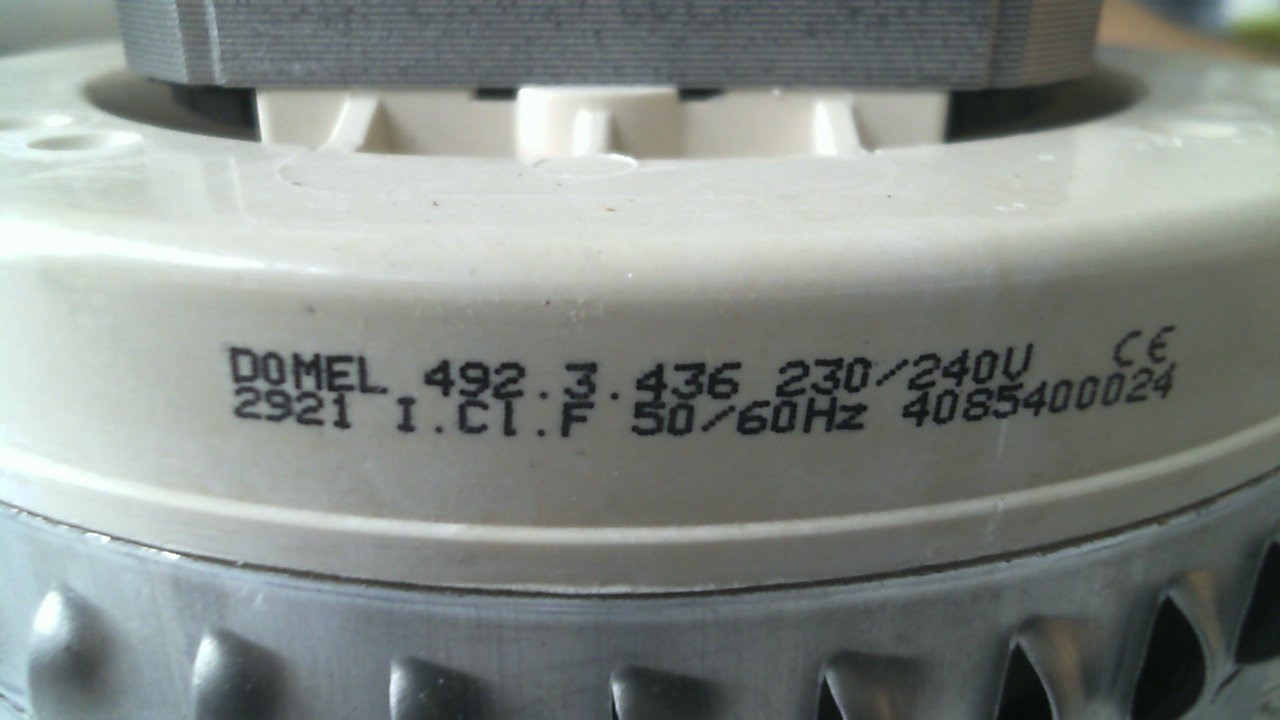 DOMEL 492.3.436 230/240V CE
2921 I.Cl.F 50/60Hz 4085400024